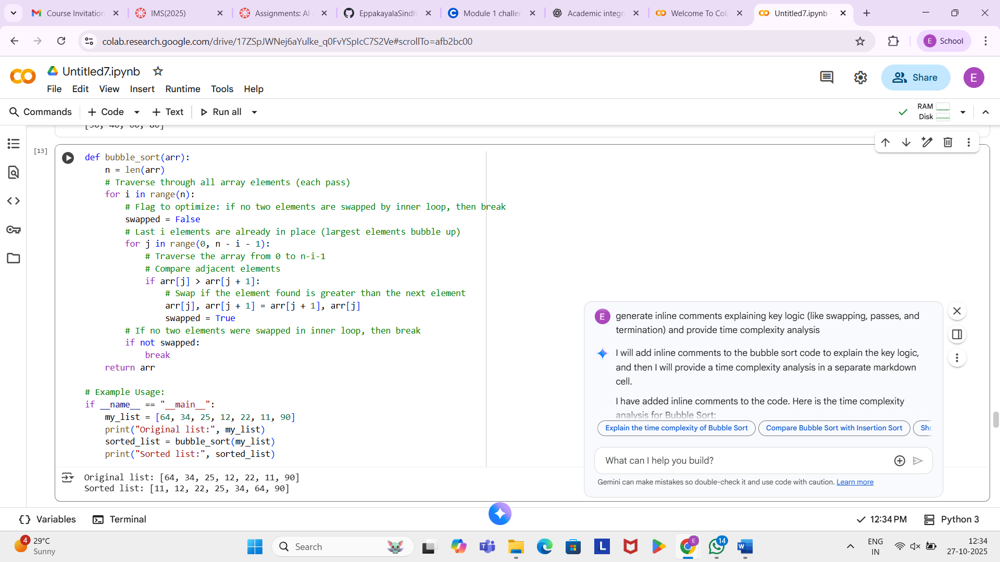 Course Invitation
IMS(2025)
Assignments: AI
EppakayalaSindh
Module 1 challen
Academic integri
Welcome To Col
Untitled7.ipynb -
colab.research.google.com/drive/17ZSpJWNej6aYulke_q0FvYSpIcC7S2Ve#scrollTo=afb2bc00
E School
Untitled7.ipynb
File Edit View Insert Runtime Tools Help
Share
E
Commands + Code + Text Run all
RAM
Disk
[13]
def bubble_sort(arr):
    n = len(arr)
    # Traverse through all array elements (each pass)
    for i in range(n):
        # Flag to optimize: if no two elements are swapped by inner loop, then break
        swapped = False
        # Last i elements are already in place (largest elements bubble up)
        for j in range(0, n - i - 1):
            # Traverse the array from 0 to n-i-1
            # Compare adjacent elements
            if arr[j] > arr[j + 1]:
                # Swap if the element found is greater than the next element
                arr[j], arr[j + 1] = arr[j + 1], arr[j]
                swapped = True
        # If no two elements were swapped in inner loop, then break
        if not swapped:
            break
    return arr
# Example Usage:
if __name__ == "__main__":
    my_list = [64, 34, 25, 12, 22, 11, 90]
    print("Original list:", my_list)
    sorted_list = bubble_sort(my_list)
    print("Sorted list:", sorted_list)
Original list: [64, 34, 25, 12, 22, 11, 90]
Sorted list: [11, 12, 22, 25, 34, 64, 90]
E
generate inline comments explaining key logic (like swapping, passes, and
termination) and provide time complexity analysis
I will add inline comments to the bubble sort code to explain the key logic,
and then I will provide a time complexity analysis in a separate markdown
cell.
I have added inline comments to the code. Here is the time complexity
analysis for Bubble Sort:
Explain the time complexity of Bubble Sort
Compare Bubble Sort with Insertion Sort
Sho
What can I help you build?
Gemini can make mistakes so double-check it and use code with caution. Learn more
Variables
Terminal
12:34 PM
Python 3
4
29°C
Sunny
Search
14
ENG
IN
12:34
27-10-2025